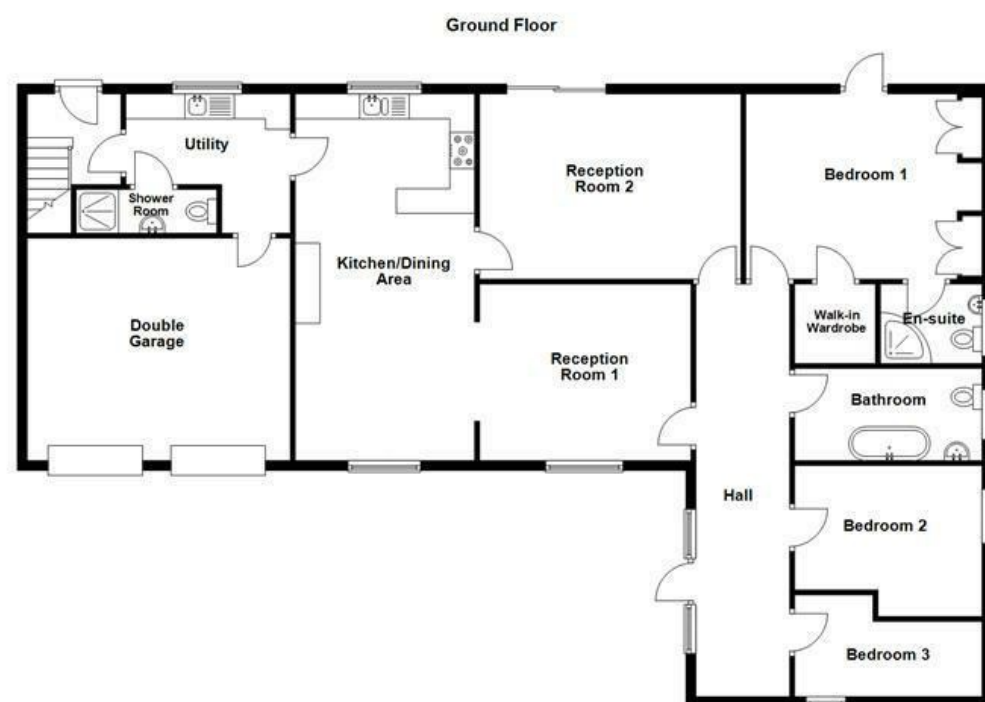 Ground Floor
Utility
Shower
Room
Reception
Room 2
Bedroom 1
Kitchen/Dining
Area
Double
Garage
Walk-in
Wardrobe
En-suite
Reception
Room 1
Bathroom
Hall
Bedroom 2
Bedroom 3